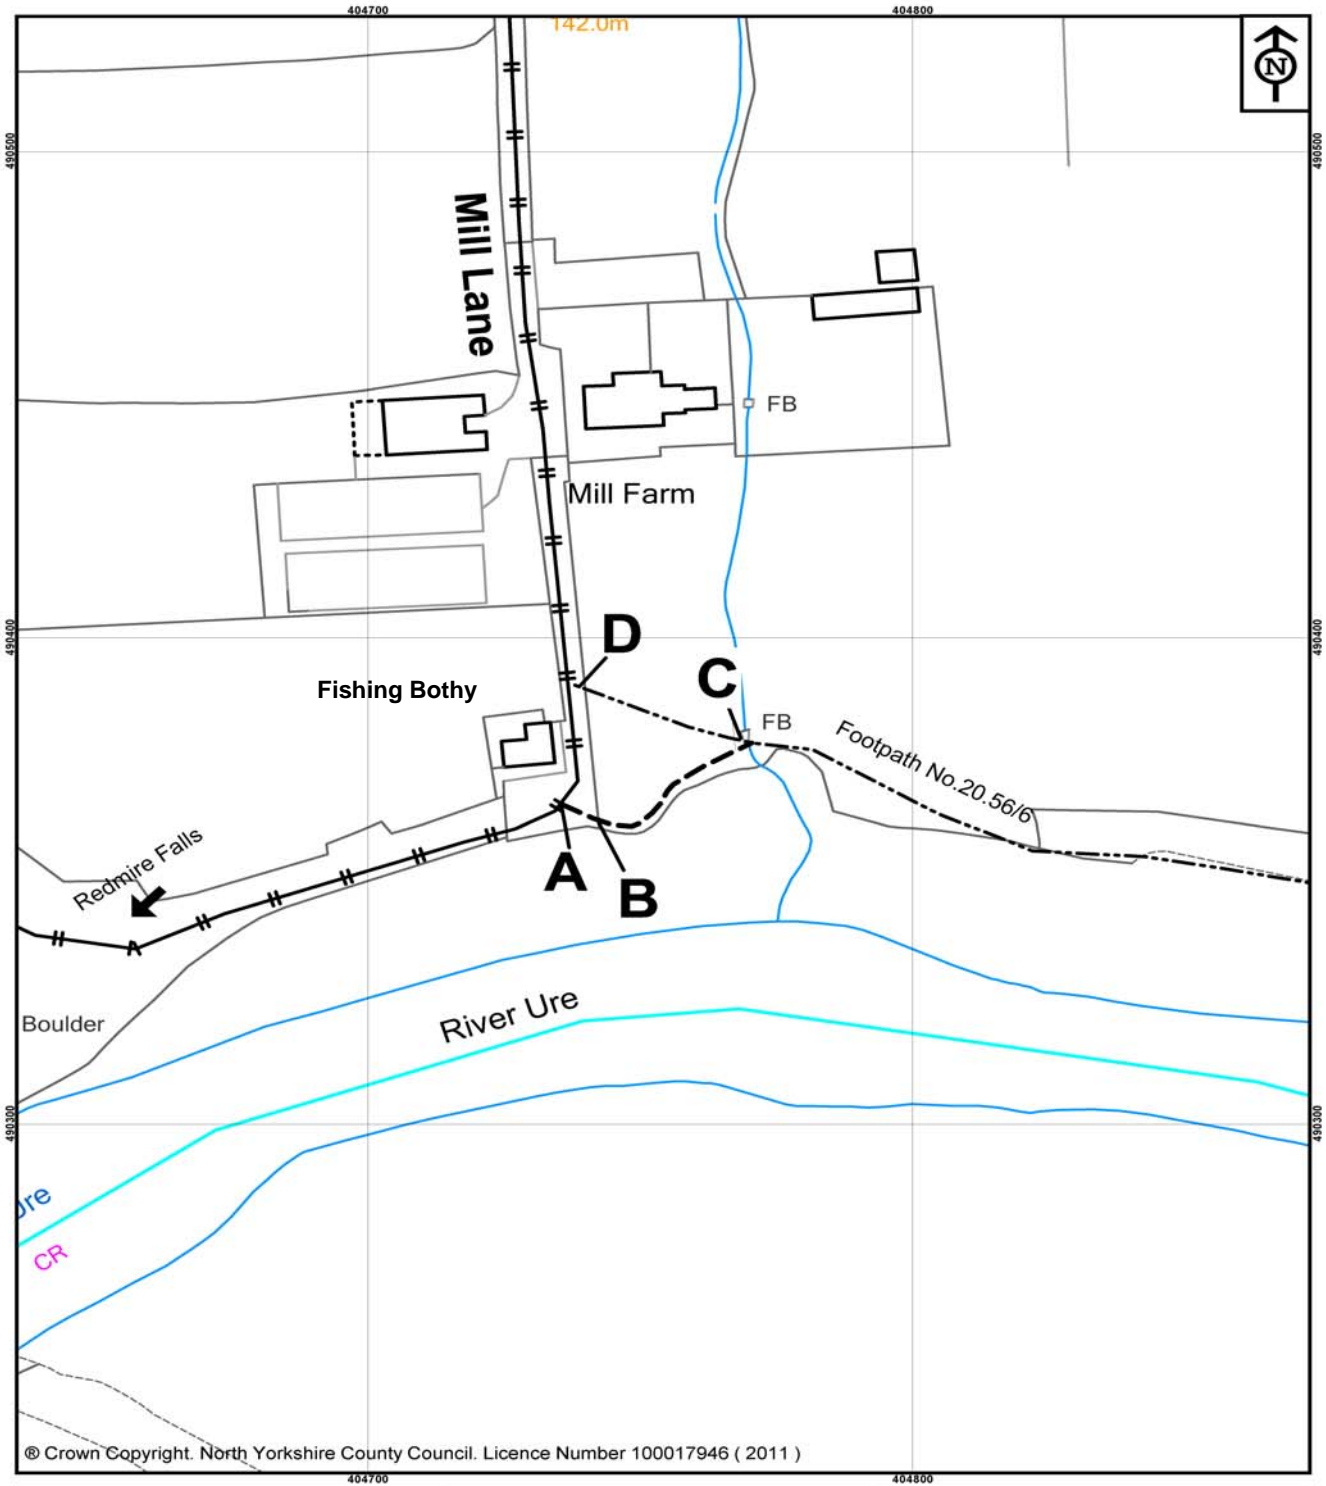 404700
404800
142.0m
N
490500
490500
Mill Lane
FB
Mill Farm
490400
490400
D
C
Fishing Bothy
FB
Footpath No.20.56/6
Redmire Falls
A
B
River Ure
Boulder
490300
490300
Ure
CR
® Crown Copyright. North Yorkshire County Council. Licence Number 100017946 ( 2011 )
404700
404800